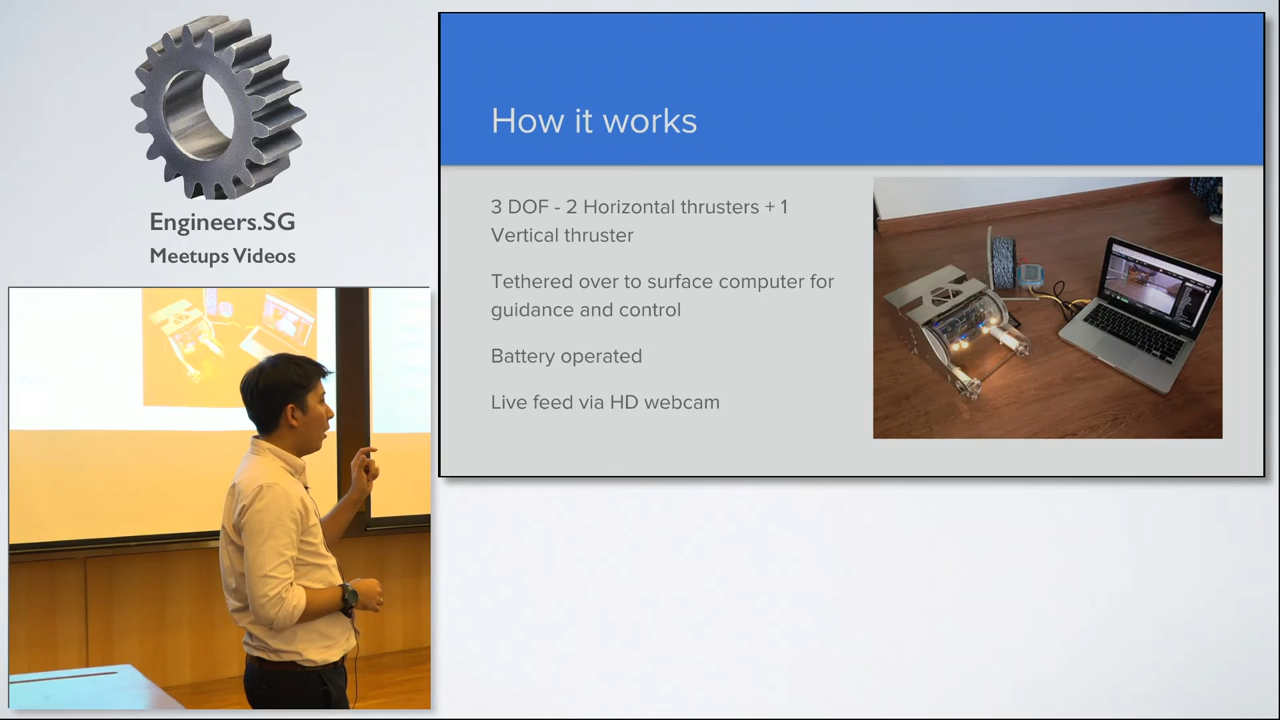 Engineers.SG
Meetups Videos
How it works
3 DOF - 2 Horizontal thrusters + 1
Vertical thruster
Tethered over to surface computer for
guidance and control
Battery operated
Live feed via HD webcam